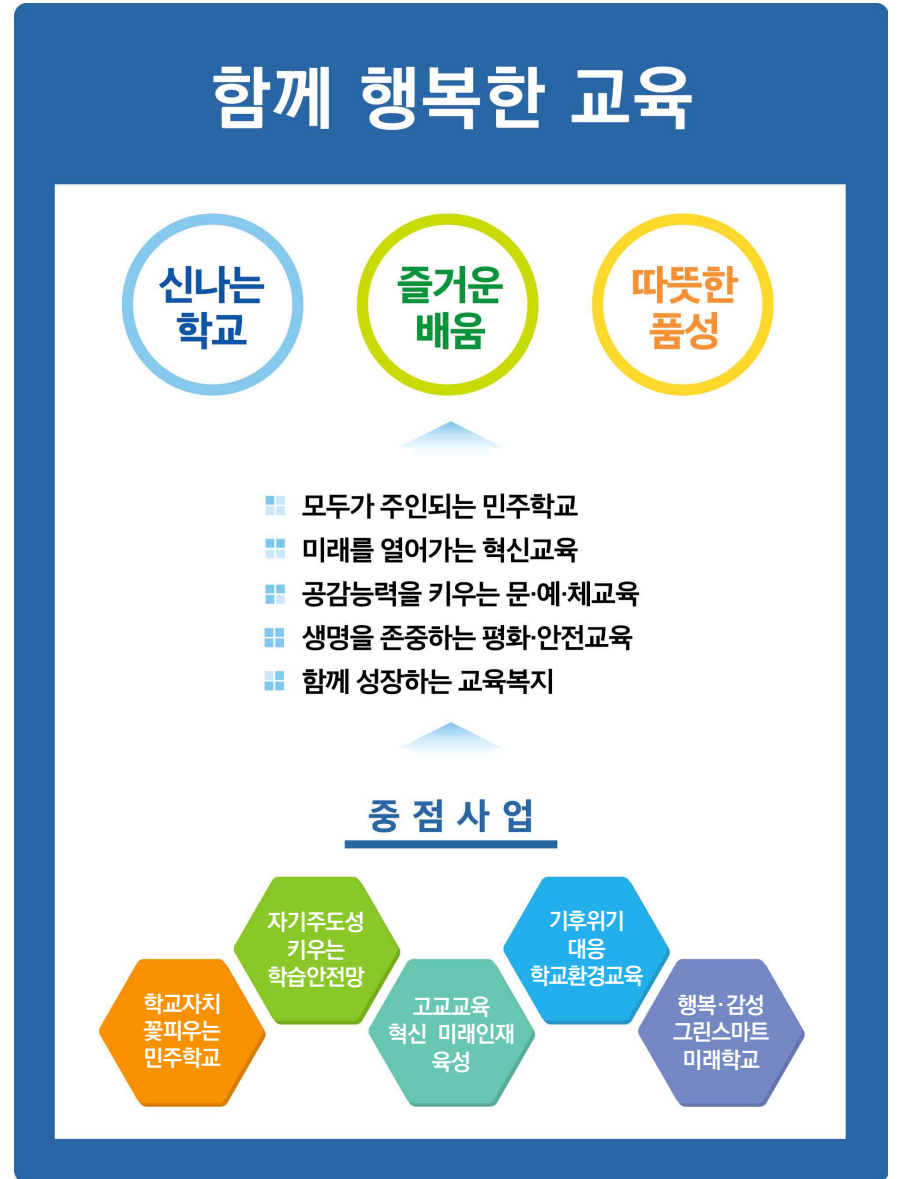 함께 행복한 교육
신나는
학교
즐거운
배움
따뜻한
품성
모두가 주인되는 민주학교
미래를 열어가는 혁신교육
공감능력을 키우는 문·예·체교육
생명을 존중하는 평화·안전교육
함께 성장하는 교육복지
중점사업
학교자치
꽃피우는
민주학교
자기주도성
키우는
학습안전망
고교교육
혁신 미래인재
육성
기후위기
대응
학교환경교육
행복·감성
그린스마트
미래학교